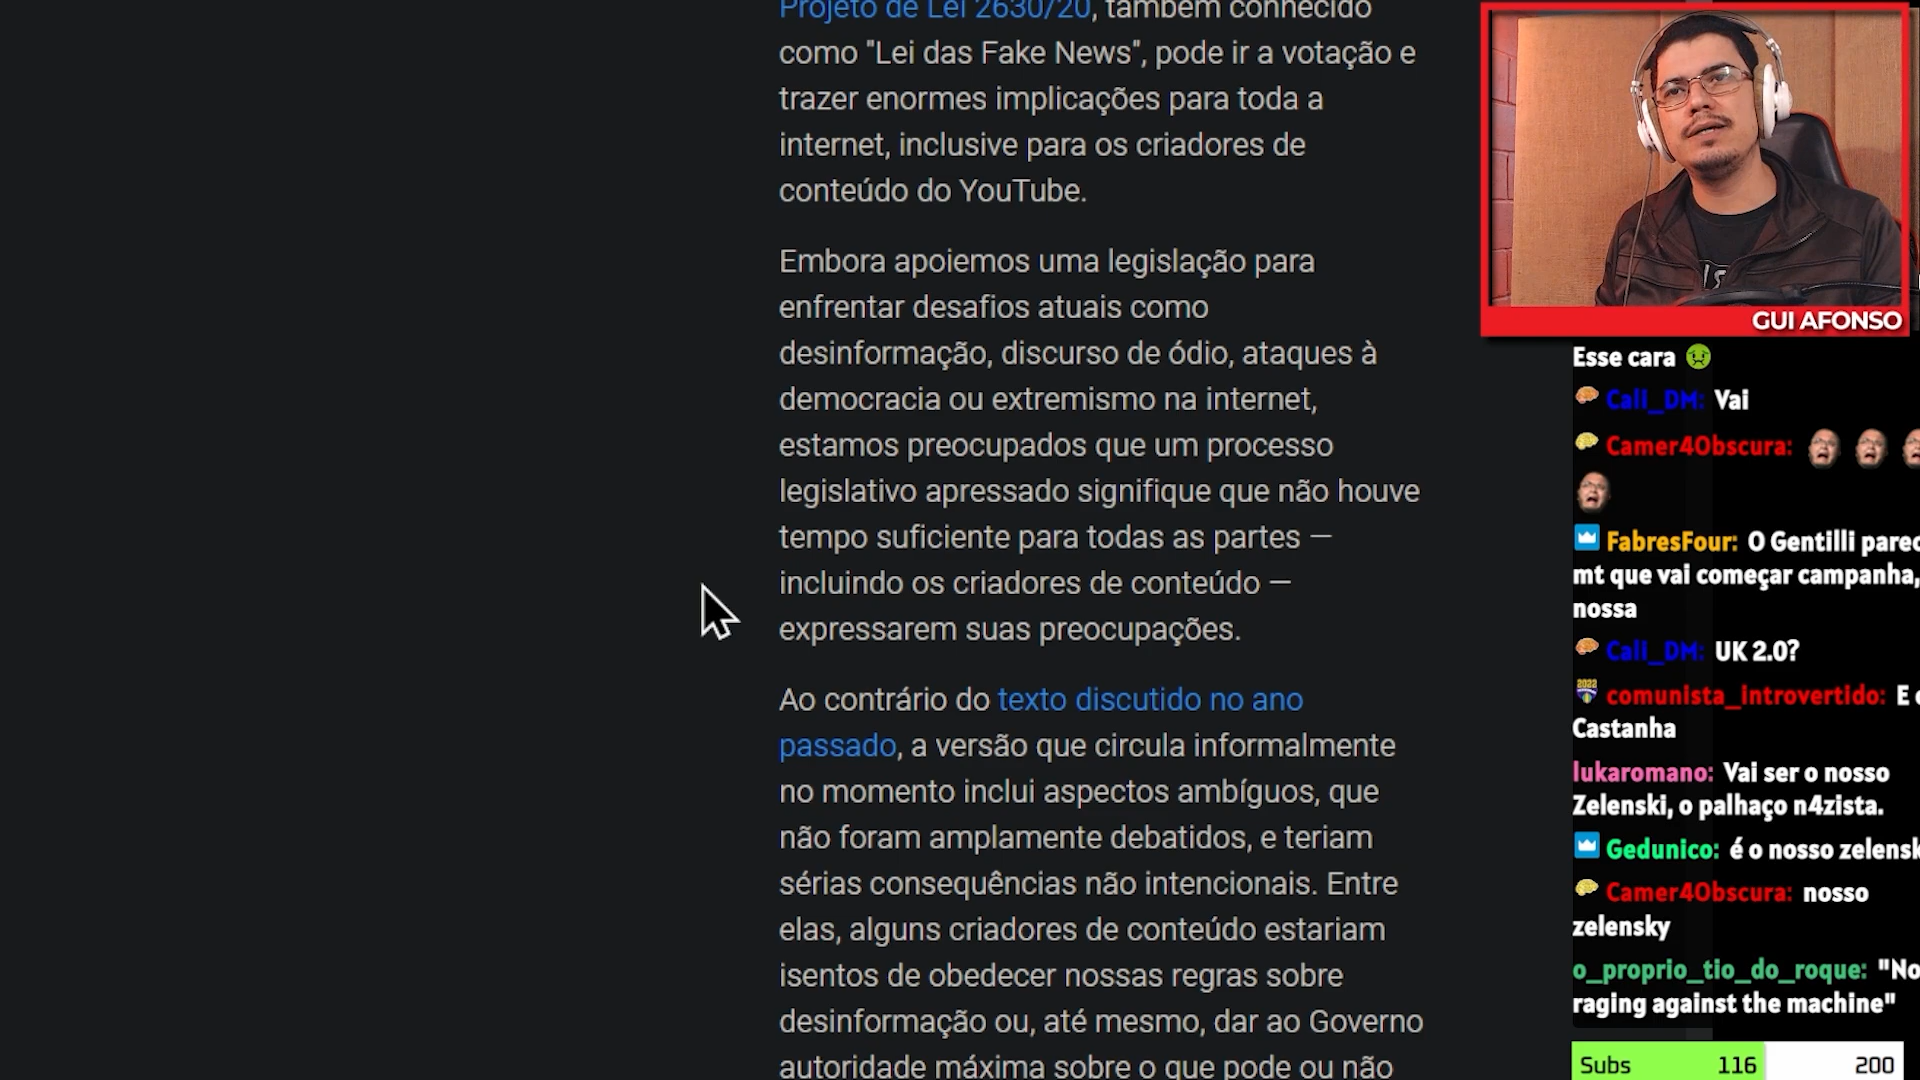 Projeto de Lei 2630/20, também conhecido
como "Lei das Fake News", pode ir a votação e
trazer enormes implicações para toda a
internet, inclusive para os criadores de
conteúdo do YouTube.
Embora apoiemos uma legislação para
enfrentar desafios atuais como
desinformação, discurso de ódio, ataques à
democracia ou extremismo na internet,
estamos preocupados que um processo
legislativo apressado signifique que não houve
tempo suficiente para todas as partes —
incluindo os criadores de conteúdo —
expressarem suas preocupações.
Ao contrário do texto discutido no ano
passado, a versão que circula informalmente
no momento inclui aspectos ambíguos, que
não foram amplamente debatidos, e teriam
sérias consequências não intencionais. Entre
elas, alguns criadores de conteúdo estariam
isentos de obedecer nossas regras sobre
desinformação ou, até mesmo, dar ao Governo
autoridade máxima sobre o que pode ou não
GUI AFONSO
Esse cara
Call_DM: Vai
Camer4Obscura:
FabresFour: O Gentilli parec
mt que vai começar campanha,
nossa
Call_DM: UK 2.0?
comunista_introvertido: E
Castanha
lukaromano: Vai ser o nosso
Zelenski, o palhaço n4zista.
Gedunico: é o nosso zelensk
Camer4Obscura: nosso
zelensky
o_proprio_tio_do_roque: "No
raging against the machine"
Subs 116 200